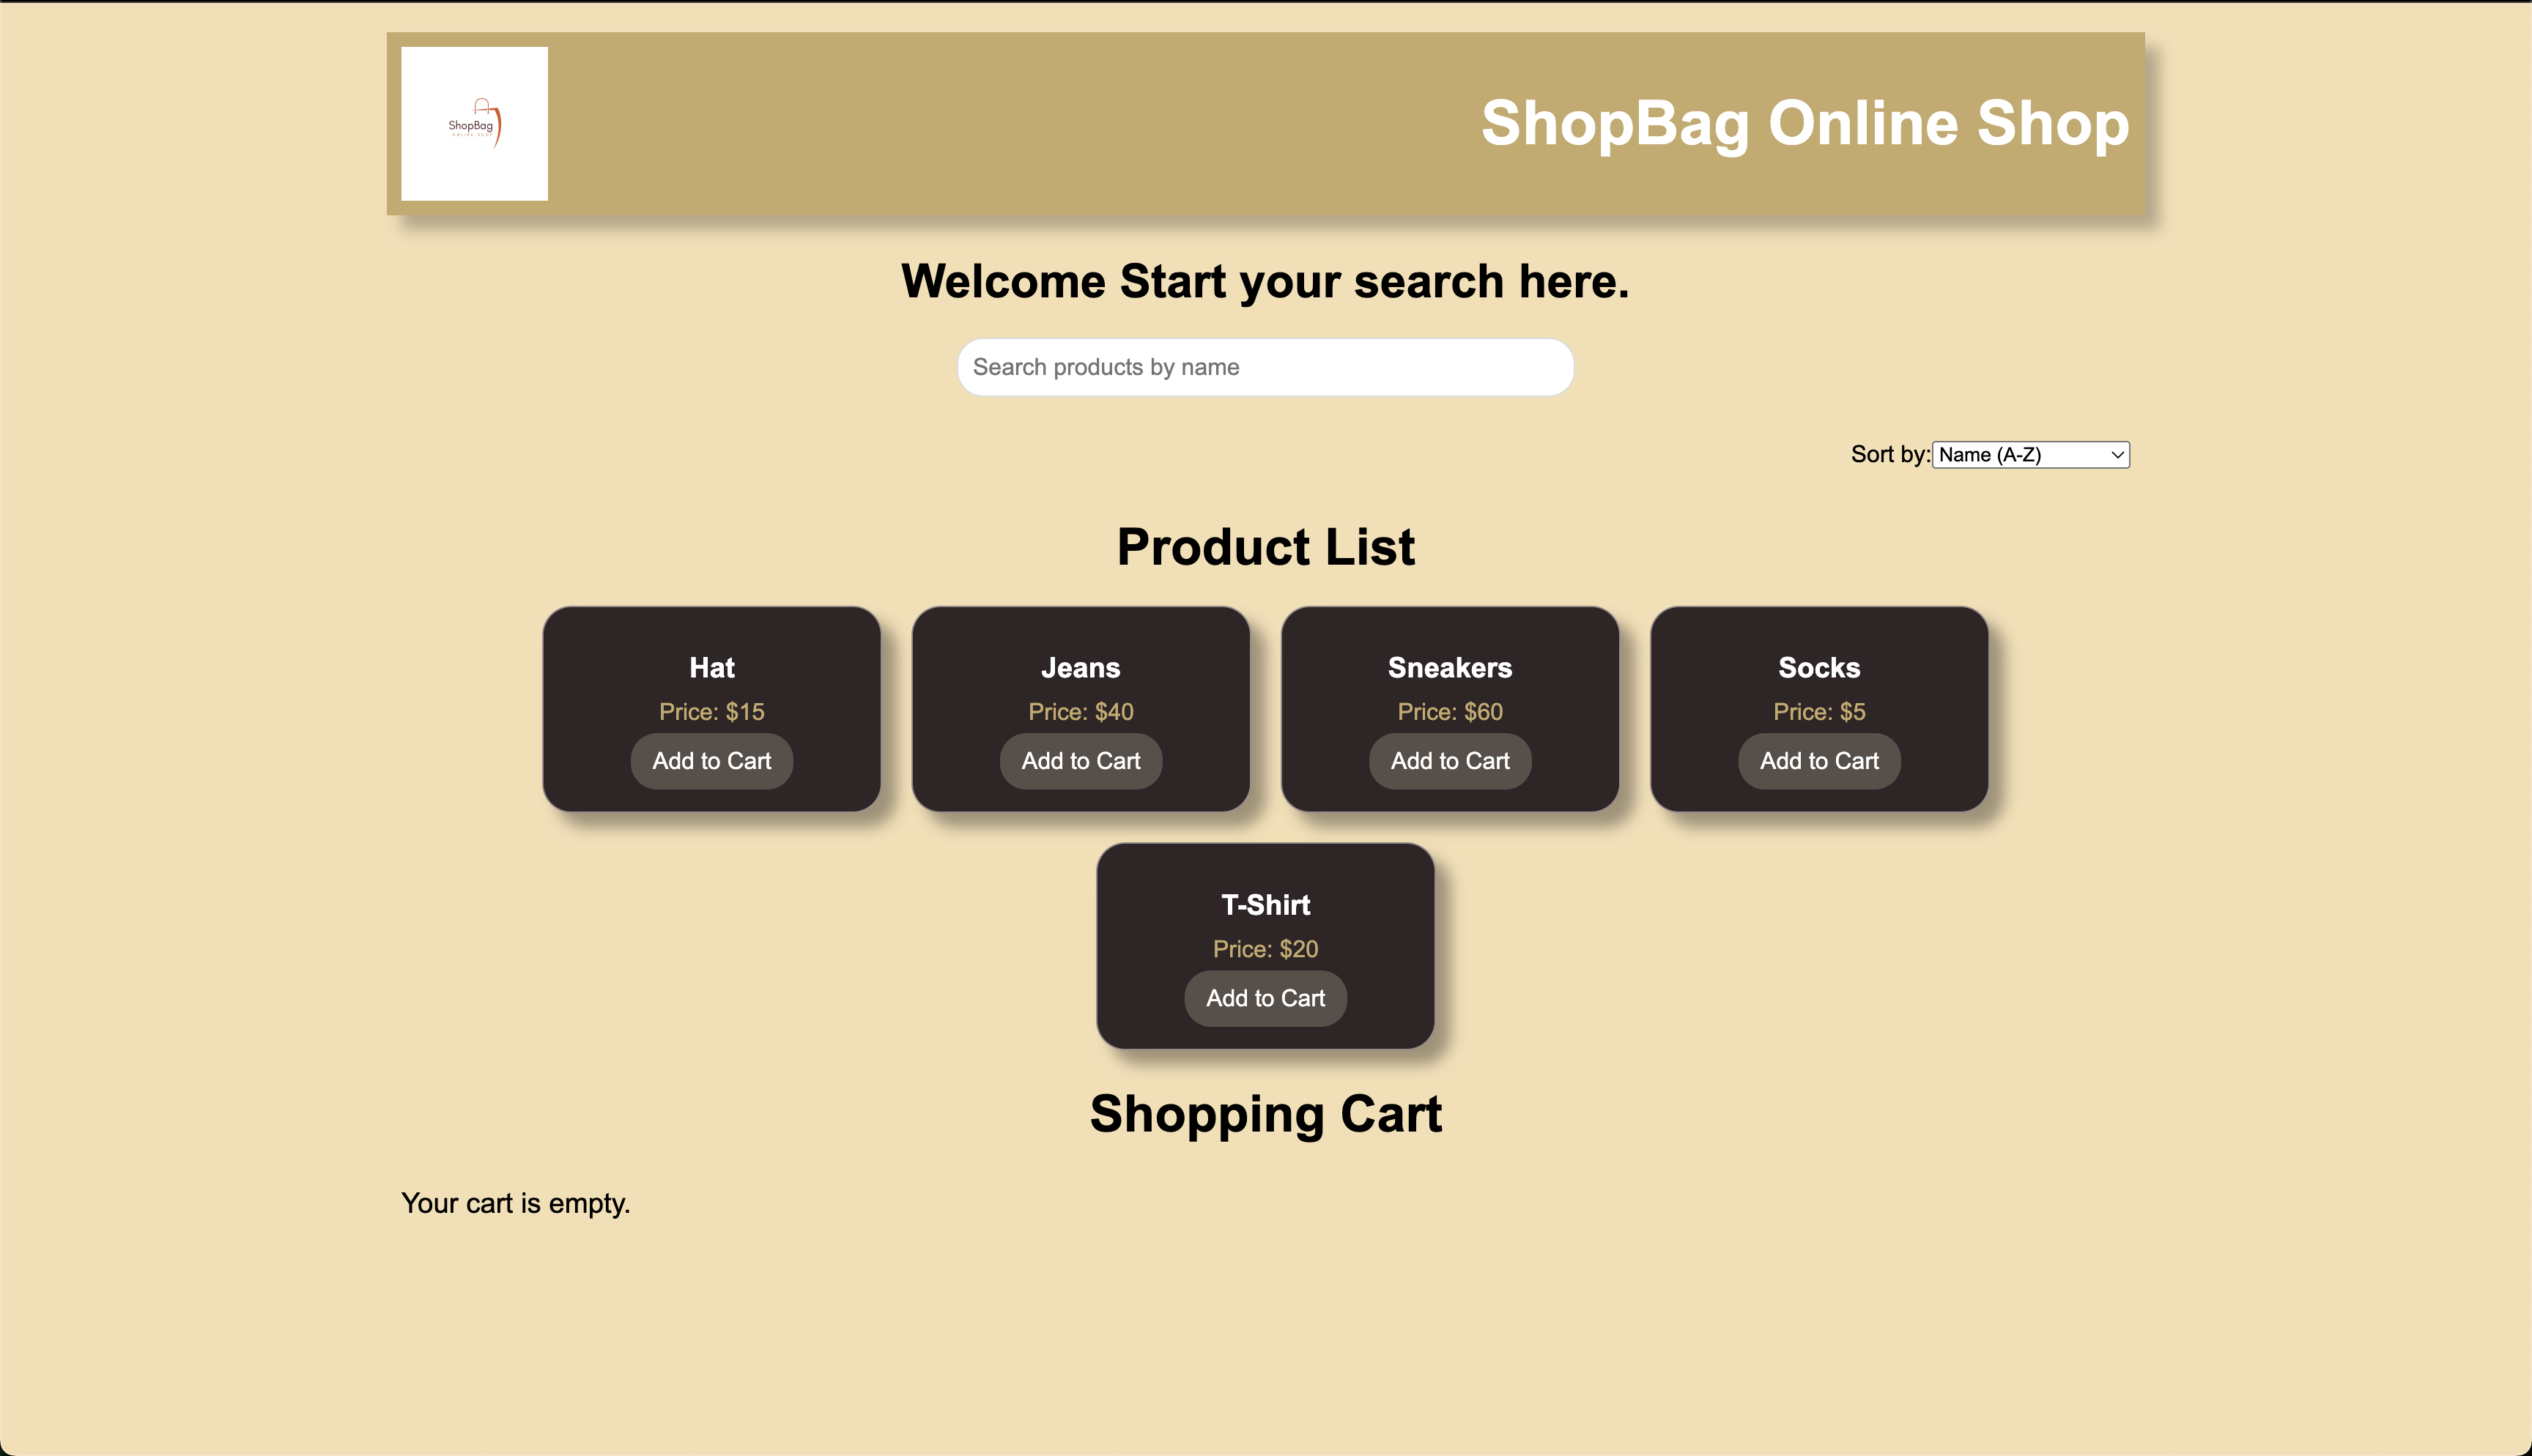 ShopBag
ONLINE SHOP
ShopBag Online Shop
Welcome Start your search here.
Search products by name
Sort by: Name (A-Z)
Product List
Hat
Price: $15
Add to Cart
Jeans
Price: $40
Add to Cart
Sneakers
Price: $60
Add to Cart
Socks
Price: $5
Add to Cart
T-Shirt
Price: $20
Add to Cart
Shopping Cart
Your cart is empty.